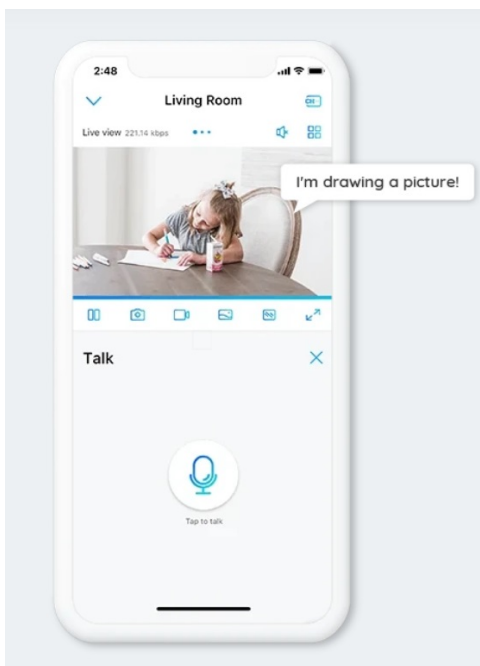 2:48
Living Room
Live view 221.14 kbps
I'm drawing a picture!
Talk
Tap to talk